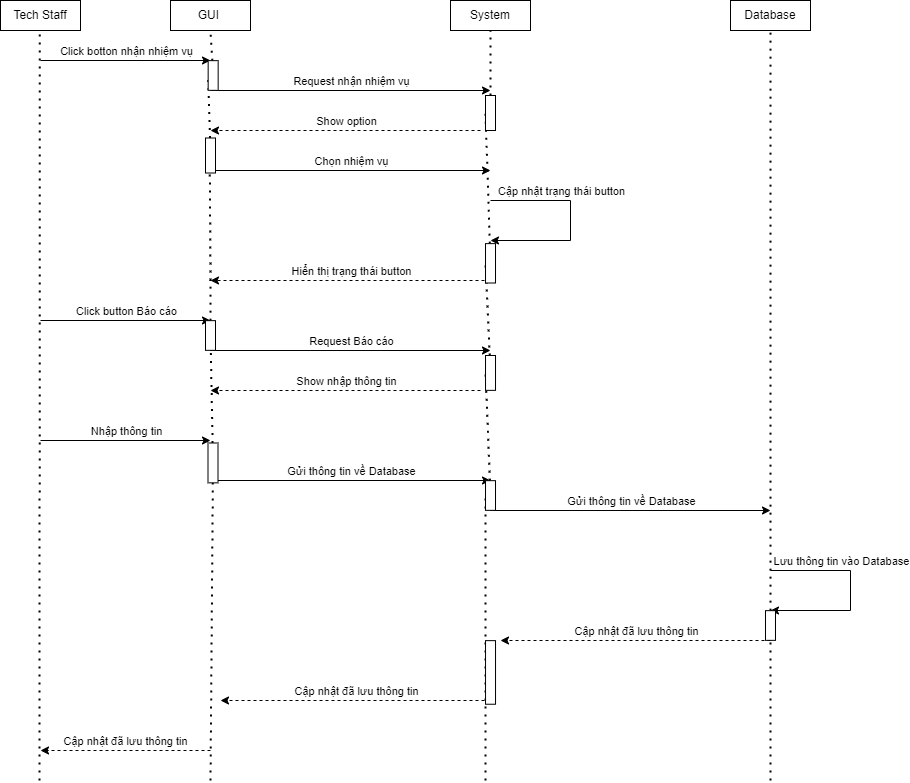 Tech Staff
GUI
System
Database
Click botton nhận nhiệm vụ
Request nhận nhiệm vụ
Show option
Chọn nhiệm vụ
Cập nhật trạng thái button
Hiển thị trạng thái button
Click button Báo cáo
Request Báo cáo
Show nhập thông tin
Nhập thông tin
Gửi thông tin về Database
Gửi thông tin về Database
Lưu thông tin vào Database
Cập nhật đã lưu thông tin
Cập nhật đã lưu thông tin
Cập nhật đã lưu thông tin